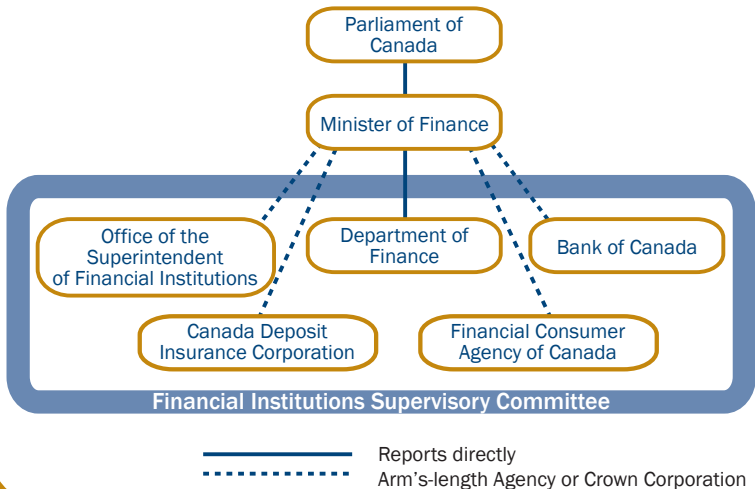 Parliament of
Canada
Minister of Finance
Office of the
Superintendent
of Financial Institutions
Department of
Finance
Bank of Canada
Canada Deposit
Insurance Corporation
Financial Consumer
Agency of Canada
Financial Institutions Supervisory Committee
Reports directly
Arm's-length Agency or Crown Corporation